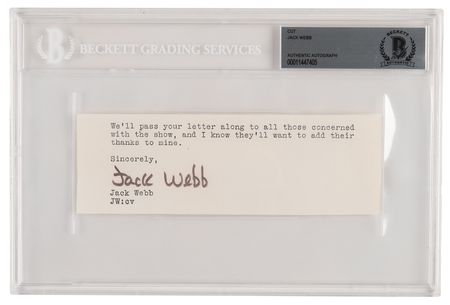 BECKETT GRADING SERVICES
CUT
JACK WEBB
AUTHENTIC AUTOGRAPH
00011447405
BECKETT
We'll pass your letter along to all those concerned
with the show, and I know they'll want to add their
thanks to mine.
Sincerely,
Jack Webb
Jack Webb
JW:cv